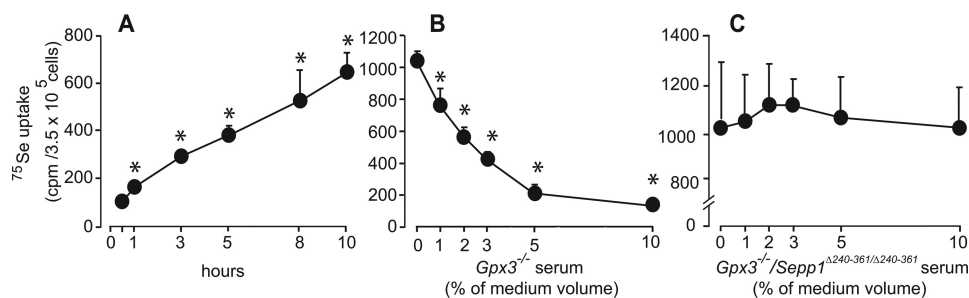 A
B
C
⁷⁵Se uptake
(cpm /3.5 x 10⁵cells)
800
600
400
200
0
0
1
3
5
8
10
hours
* * * * * *
1200
1000
800
600
400
200
0
0
1
2
3
5
10
Gpx3⁻/⁻ serum
(% of medium volume)
* * * * *
1400
1200
1000
800
0
0
1
2
3
5
10
Gpx3⁻/⁻/Sepp1^Δ240-361/Δ240-361 serum
(% of medium volume)